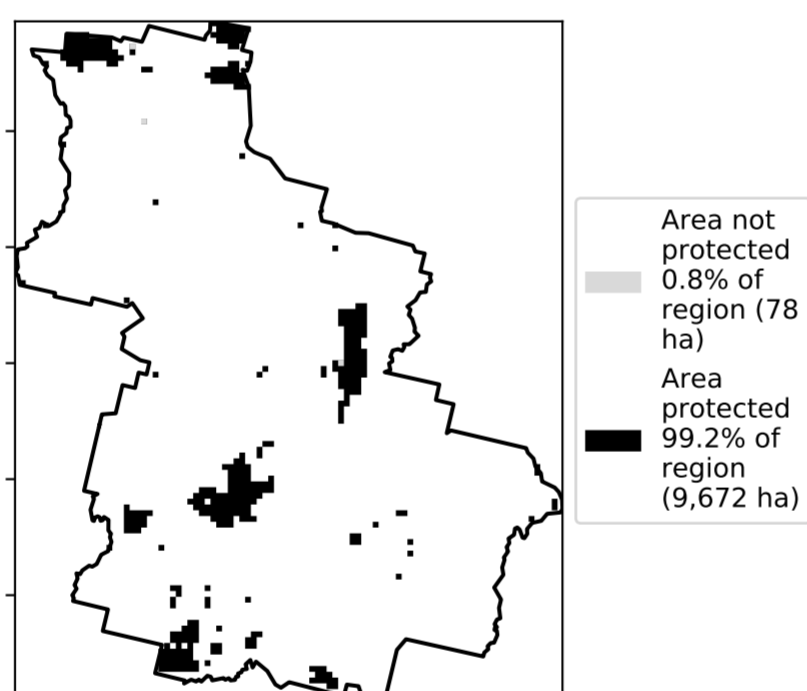 Area not
protected
0.8% of
region (78
ha)
Area
protected
99.2% of
region
(9,672 ha)